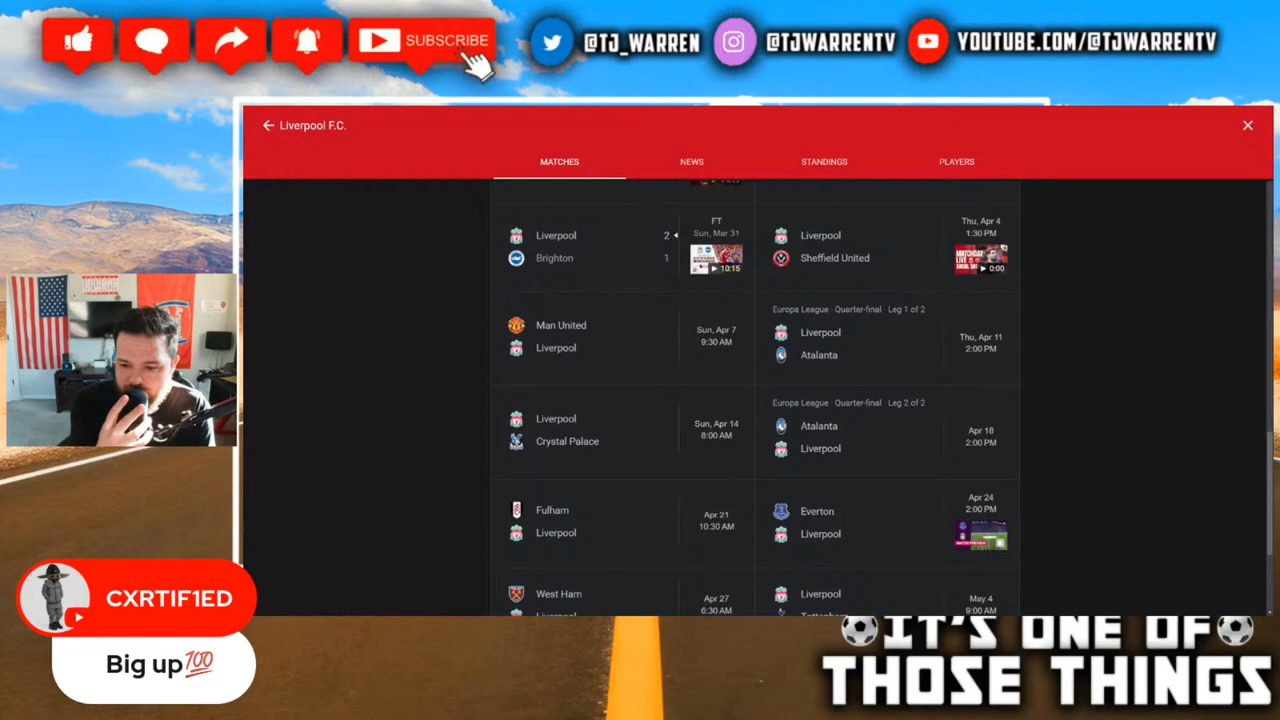 SUBSCRIBE
@TJ_WARREN
@TJWARRENTV
YOUTUBE.COM/@TJWARRENTV
Liverpool F.C.
MATCHES
NEWS
STANDINGS
PLAYERS
Liverpool 2
Brighton 1
FT
Sun, Mar 31
10:15
Liverpool
Sheffield United
Thu, Apr 4
1:30 PM
MATCHDAY
LIVE
0:00
Man United
Liverpool
Sun, Apr 7
9:30 AM
Europa League · Quarter-final · Leg 1 of 2
Liverpool
Atalanta
Thu, Apr 11
2:00 PM
Liverpool
Crystal Palace
Sun, Apr 14
8:00 AM
Europa League · Quarter-final · Leg 2 of 2
Atalanta
Liverpool
Apr 18
2:00 PM
Fulham
Liverpool
Apr 21
10:30 AM
Everton
Liverpool
Apr 24
2:00 PM
West Ham
Liverpool
Apr 27
6:30 AM
Liverpool
Tottenham
May 4
9:00 AM
CXRTIF1ED
Big up💯
IT'S ONE OF
THOSE THINGS